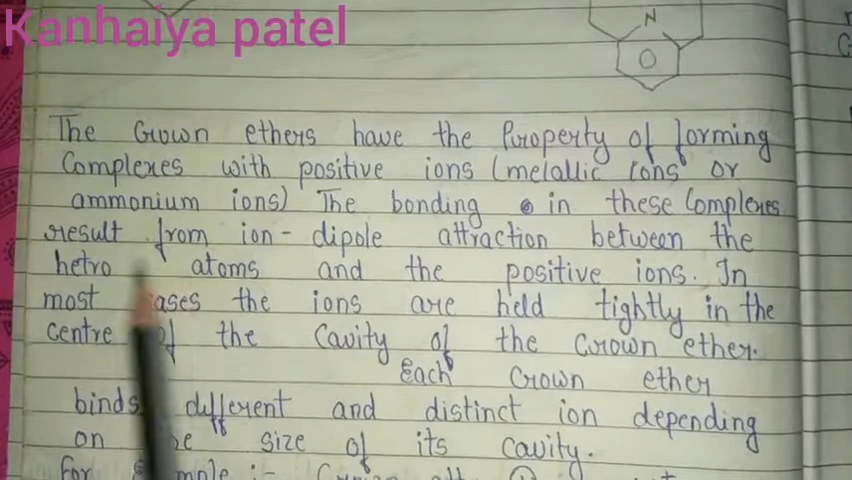 Kanhaiya patel
N
The Crown ethers have the Property of forming
Complexes with positive ions (metallic ions or
ammonium ions) The bonding in these Complexes
result from ion - dipole attraction between the
hetro atoms and the positive ions. In
most cases the ions are held tightly in the
centre of the Cavity of the Crown ether.
Each Crown ether
binds different and distinct ion depending
on size of its cavity.
For